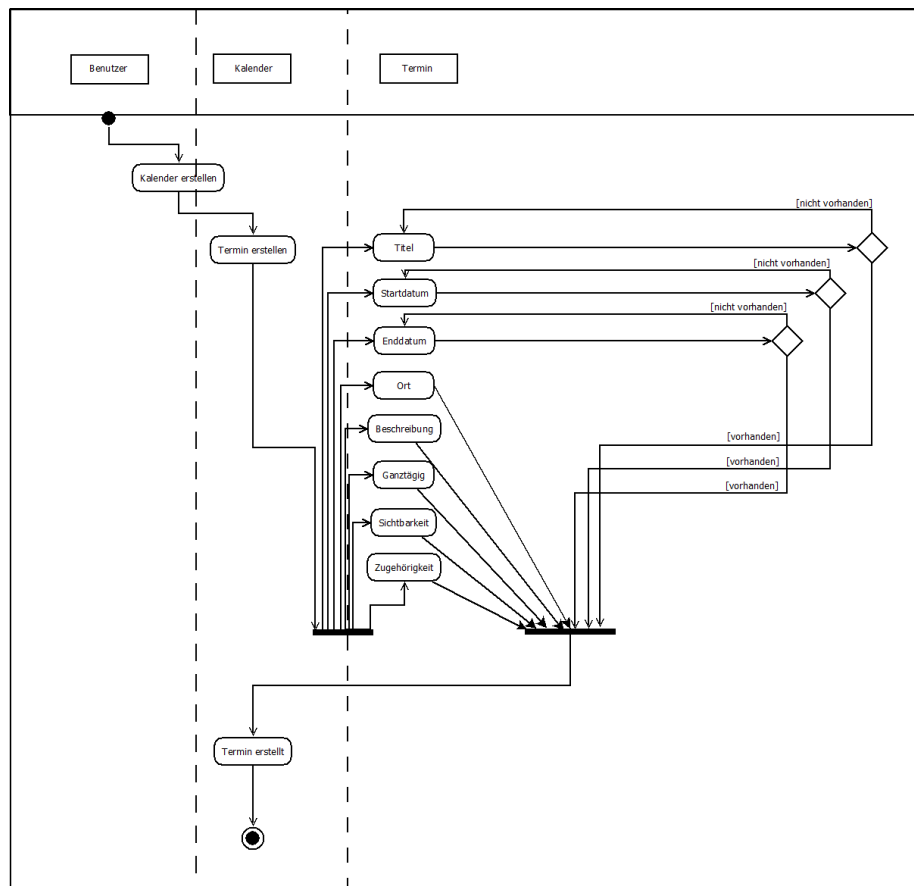 Benutzer
Kalender
Termin
Kalender erstellen
[nicht vorhanden]
Termin erstellen
Titel
[nicht vorhanden]
Startdatum
[nicht vorhanden]
Enddatum
Ort
Beschreibung
[vorhanden]
[vorhanden]
Ganztägig
[vorhanden]
Sichtbarkeit
Zugehörigkeit
Termin erstellt